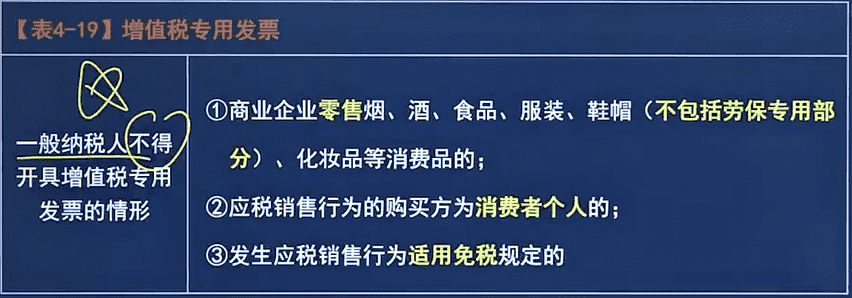 【表4-19】增值税专用发票
一般纳税人不得
开具增值税专用
发票的情形
①商业企业零售烟、酒、食品、服装、鞋帽（不包括劳保专用部
分）、化妆品等消费品的；
②应税销售行为的购买方为消费者个人的；
③发生应税销售行为适用免税规定的